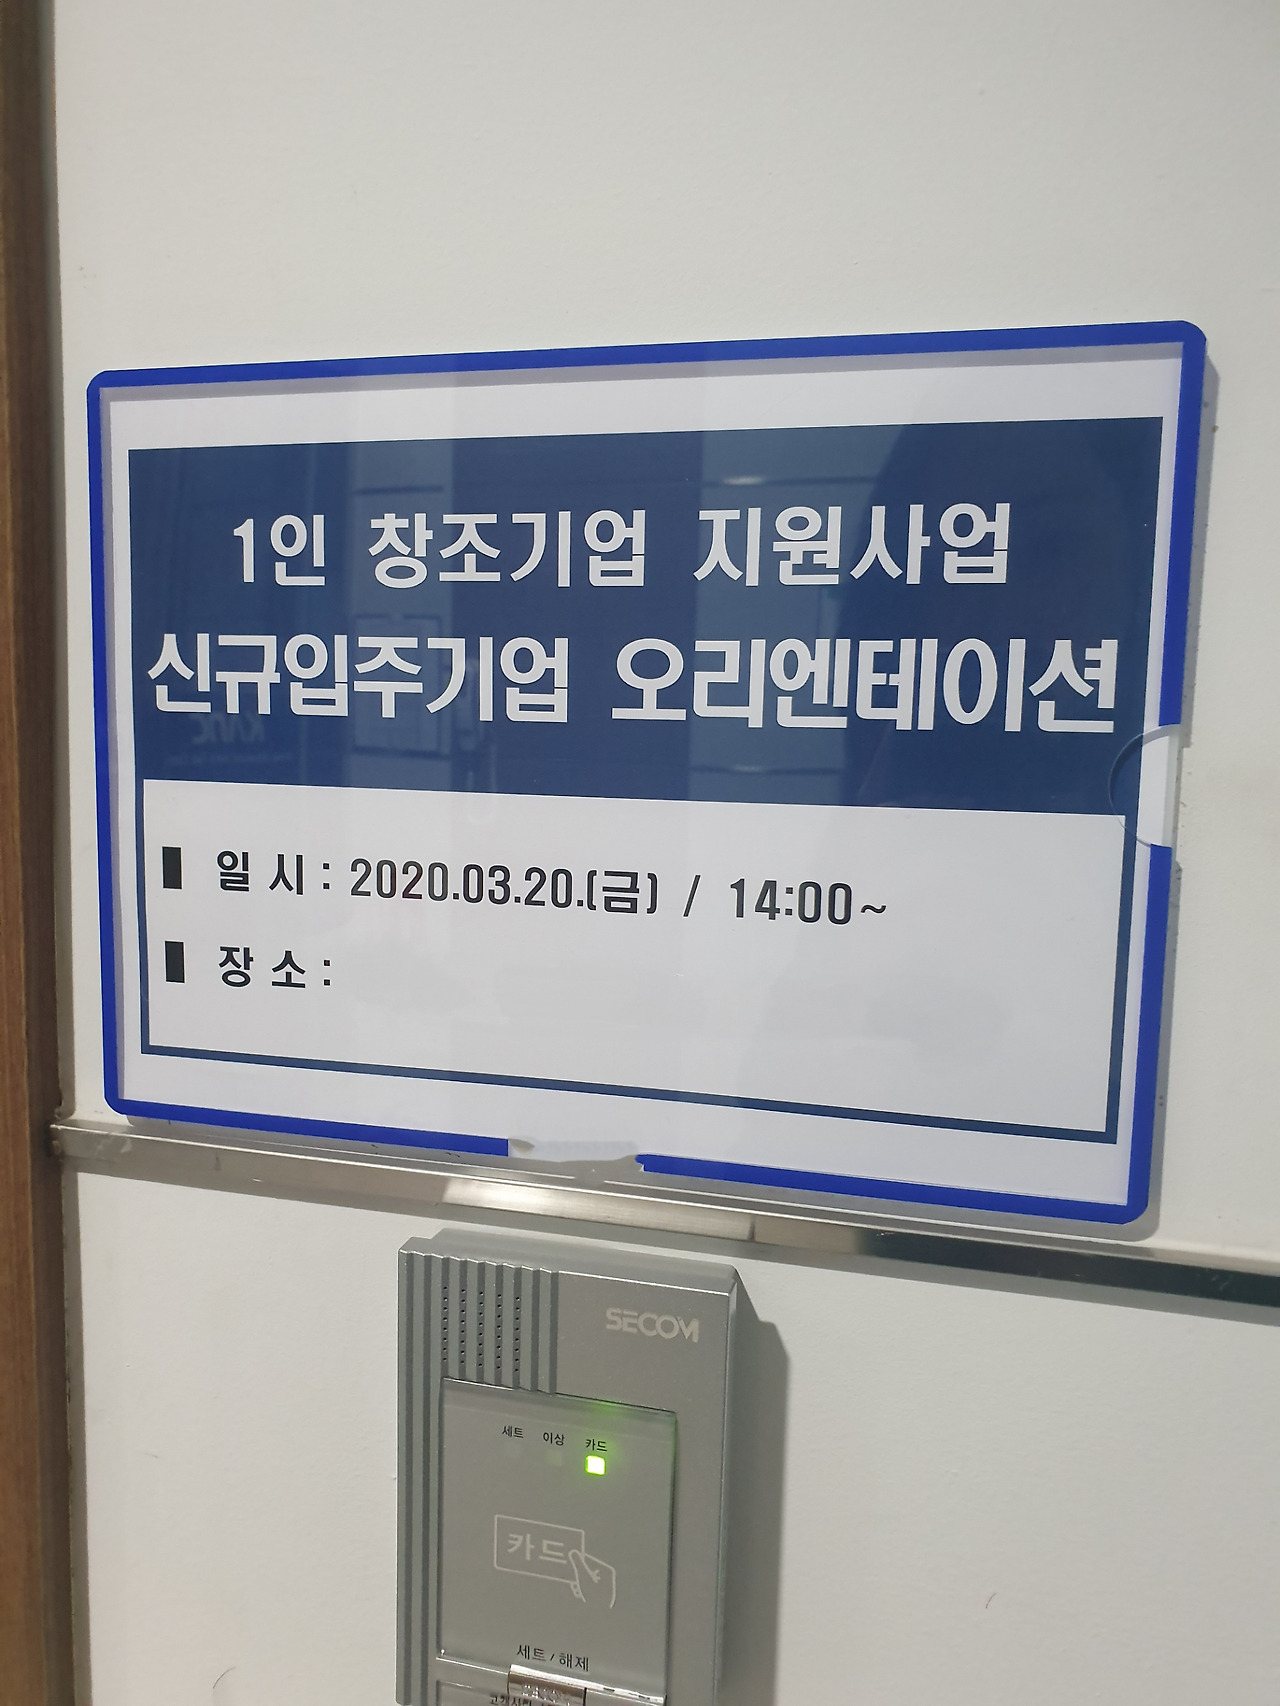 1인 창조기업 지원사업
신규입주기업 오리엔테이션
일 시 : 2020.03.20.(금) / 14:00~
장 소 :
SECOM
세트 이상 카드
카드
세트/해제